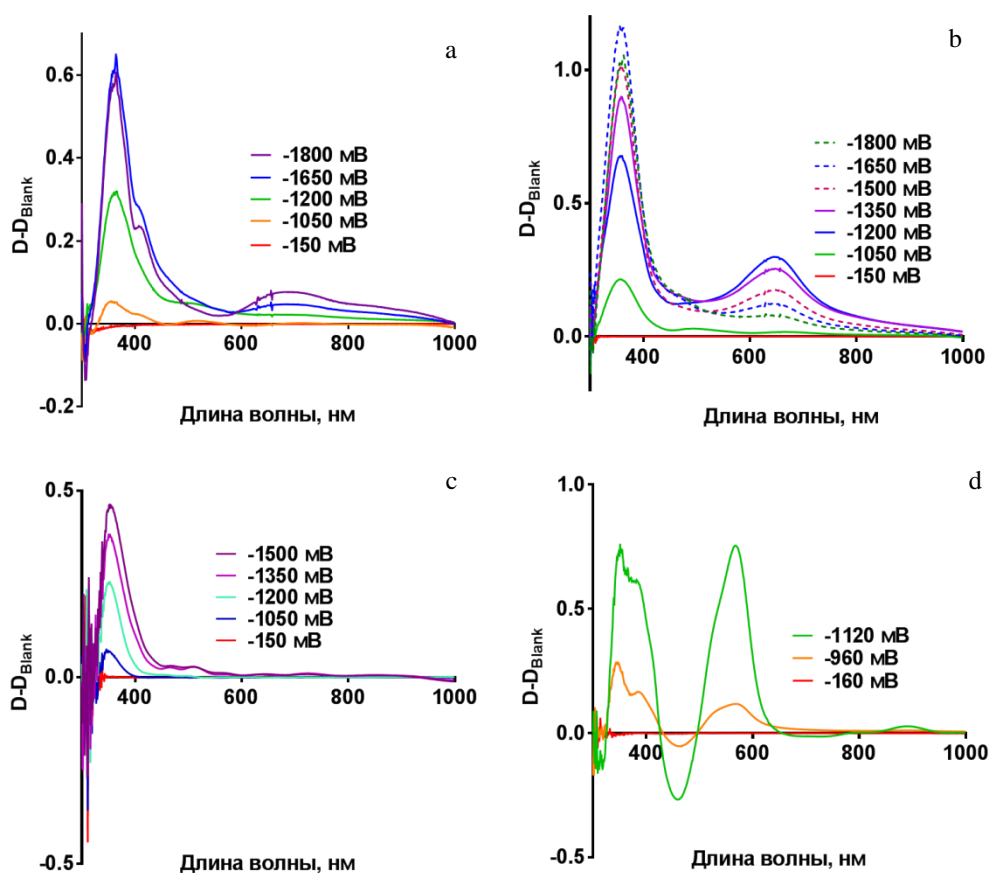 a
0.6
0.4
0.2
0.0
-0.2
D-D_Blank
-1800 мВ
-1650 мВ
-1200 мВ
-1050 мВ
-150 мВ
400
600
800
1000
Длина волны, нм
b
1.0
0.5
0.0
D-D_Blank
-1800 мВ
-1650 мВ
-1500 мВ
-1350 мВ
-1200 мВ
-1050 мВ
-150 мВ
400
600
800
1000
Длина волны, нм
c
0.5
0.0
-0.5
D-D_Blank
-1500 мВ
-1350 мВ
-1200 мВ
-1050 мВ
-150 мВ
400
600
800
1000
Длина волны, нм
d
1.0
0.5
0.0
-0.5
D-D_Blank
-1120 мВ
-960 мВ
-160 мВ
400
600
800
1000
Длина волны, нм